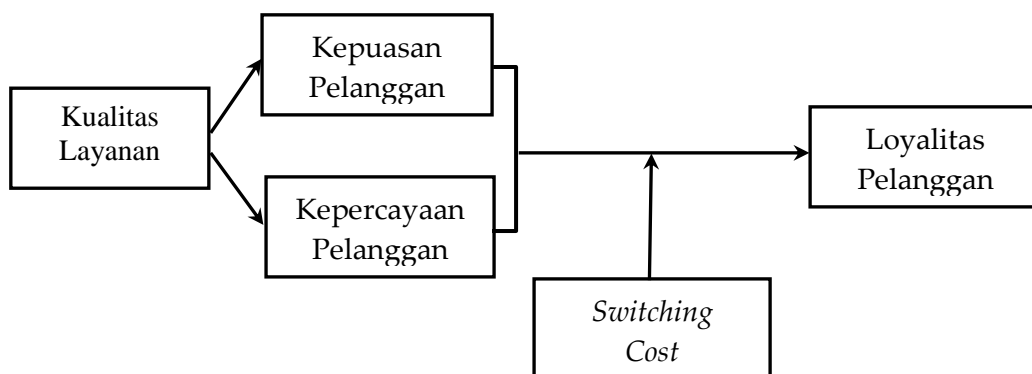 Kualitas
Layanan
Kepuasan
Pelanggan
Kepercayaan
Pelanggan
Switching
Cost
Loyalitas
Pelanggan